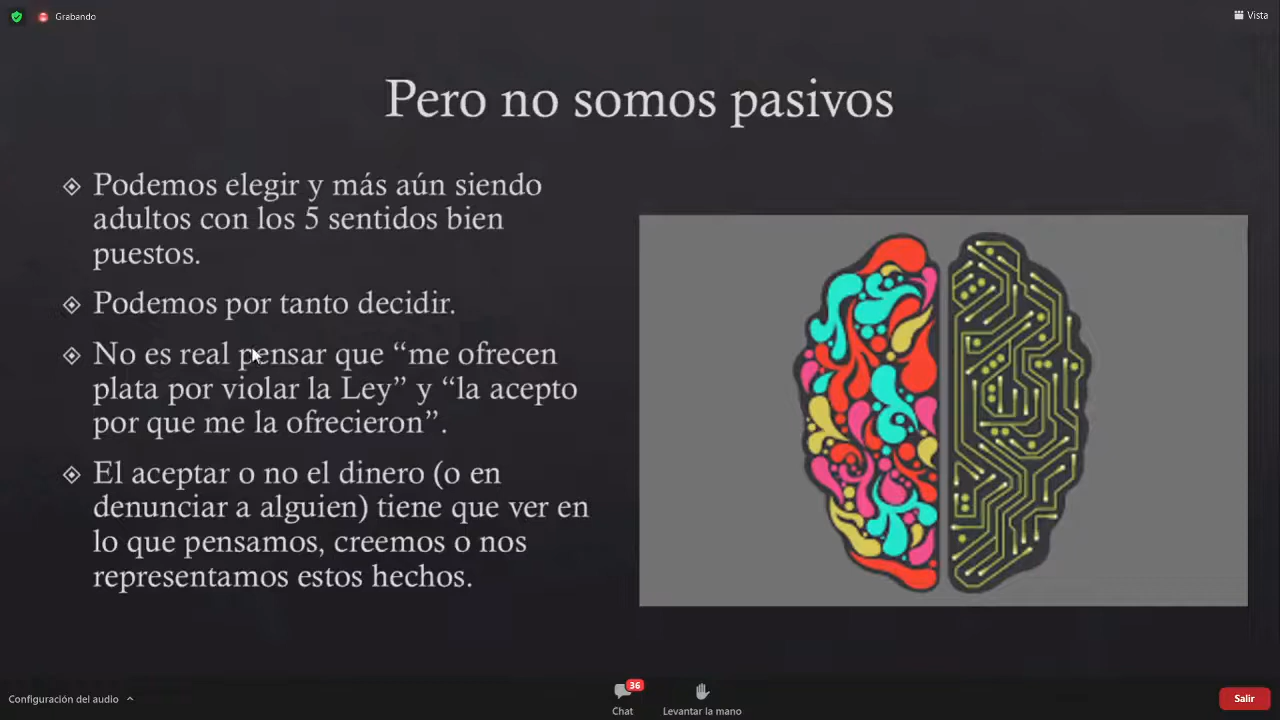 Grabando
Vista
Pero no somos pasivos
Podemos elegir y más aún siendo
adultos con los 5 sentidos bien
puestos.
Podemos por tanto decidir.
No es real pensar que “me ofrecen
plata por violar la Ley” y “la acepto
por que me la ofrecieron”.
El aceptar o no el dinero (o en
denunciar a alguien) tiene que ver en
lo que pensamos, creemos o nos
representamos estos hechos.
Configuración del audio
36
Chat
Levantar la mano
Salir